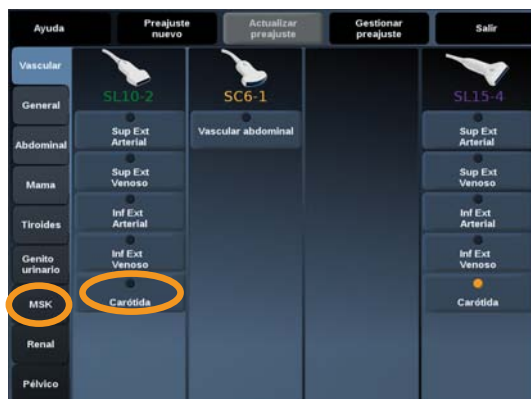 Ayuda
Preajuste
nuevo
Actualizar
preajuste
Gestionar
preajuste
Salir
Vascular
General
Abdominal
Mama
Tiroides
Genito
urinario
MSK
Renal
Pélvico
SL10-2
Sup Ext
Arterial
Sup Ext
Venoso
Inf Ext
Arterial
Inf Ext
Venoso
Carótida
SC6-1
Vascular abdominal
SL15-4
Sup Ext
Arterial
Sup Ext
Venoso
Inf Ext
Arterial
Inf Ext
Venoso
Carótida